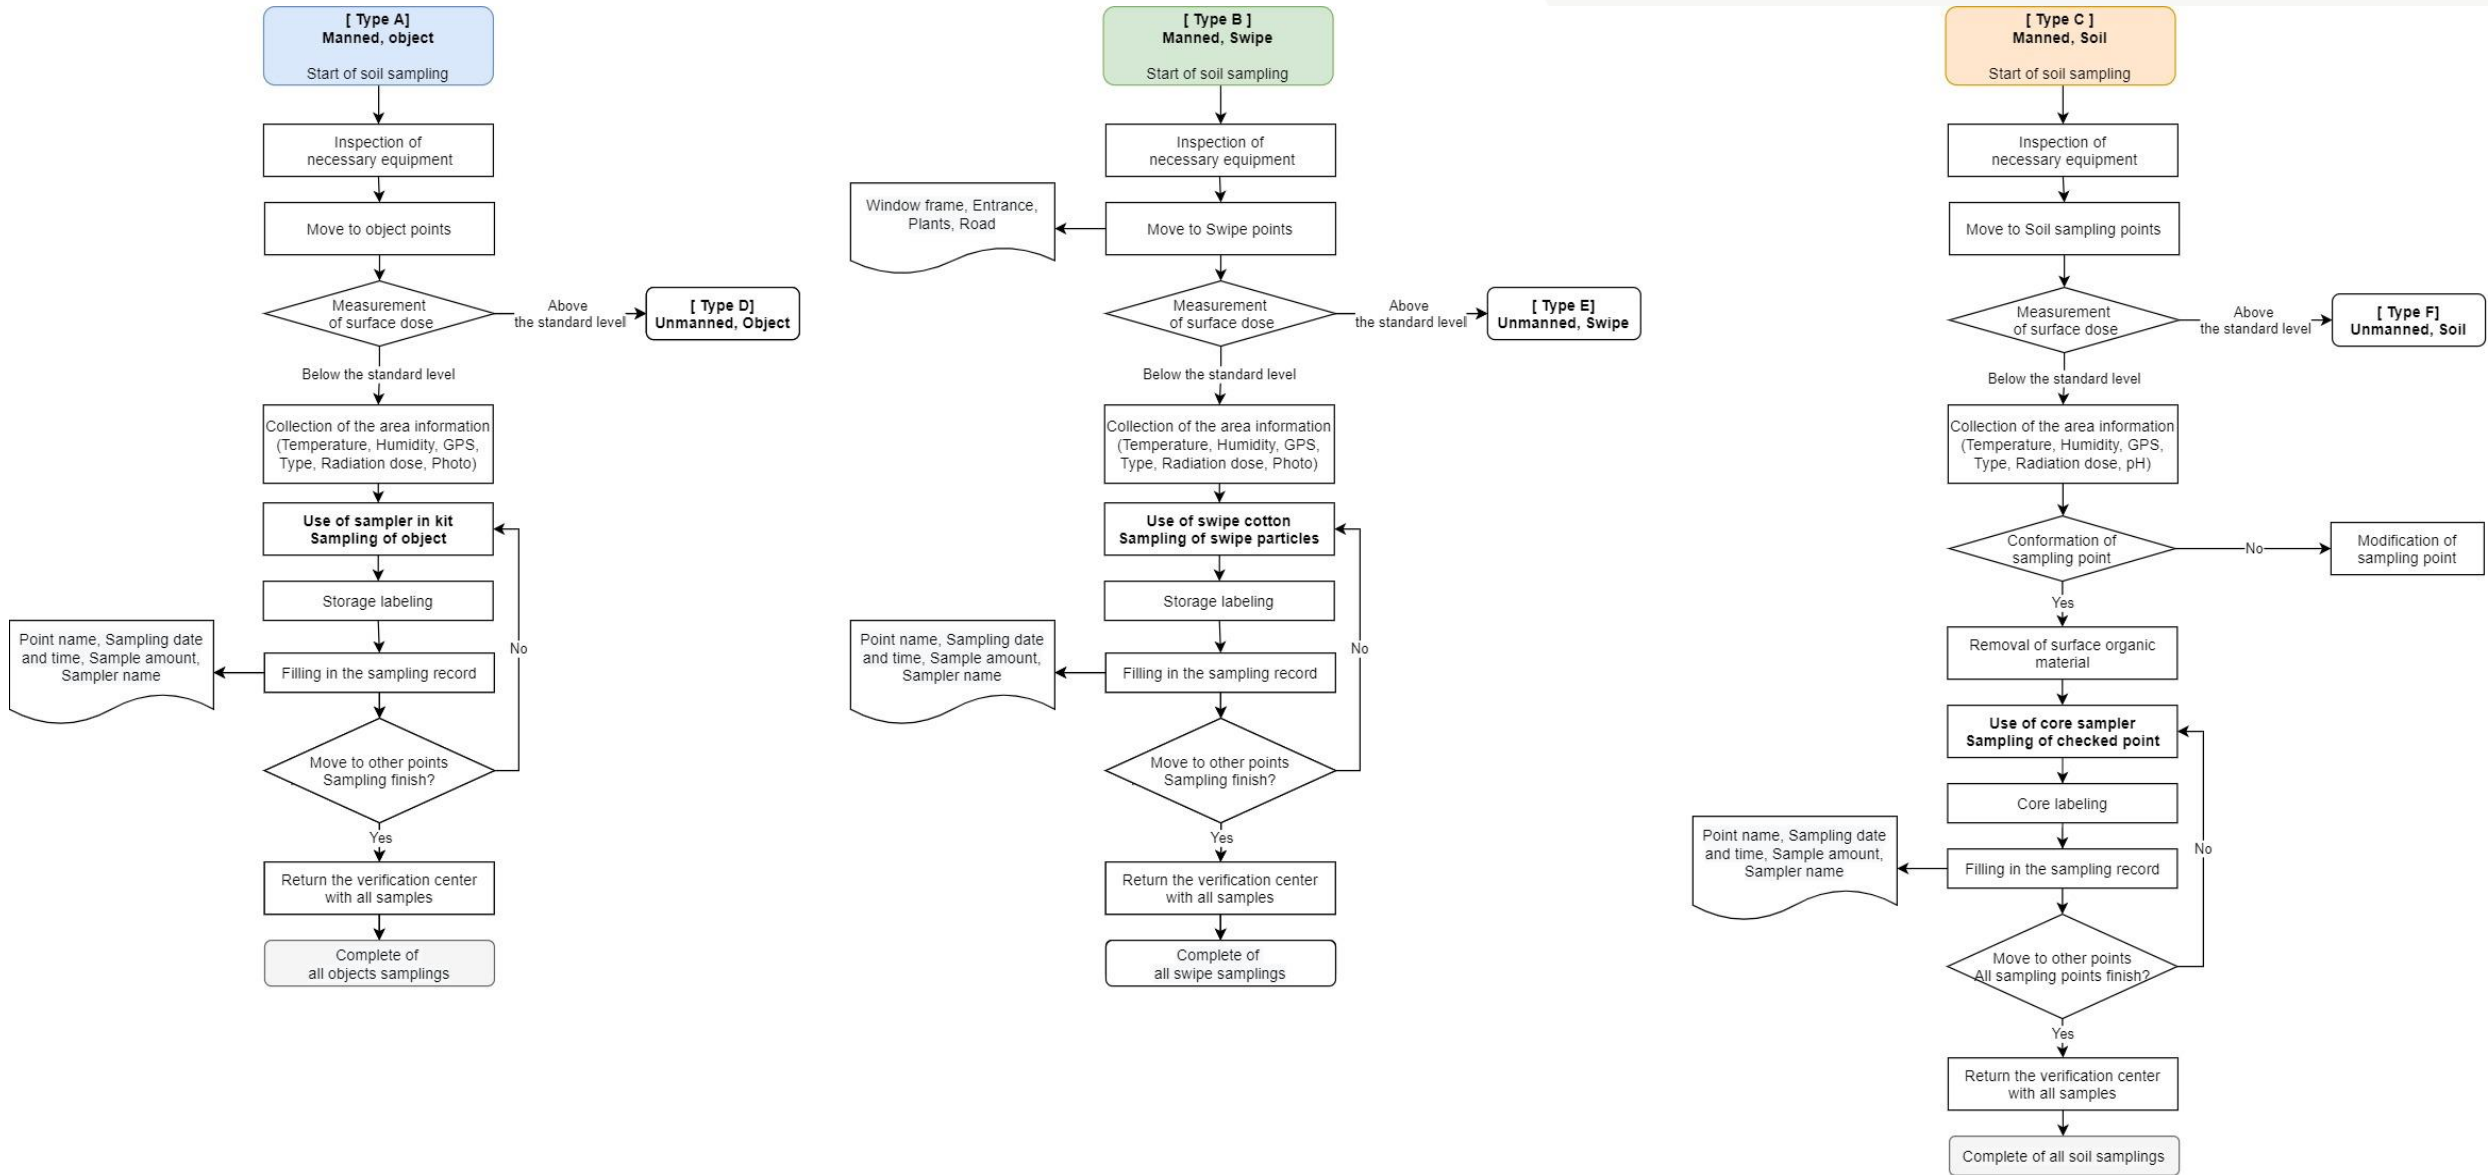 [ Type A]
Manned, object
Start of soil sampling
Inspection of
necessary equipment
Move to object points
Measurement
of surface dose
Above
the standard level
[ Type D]
Unmanned, Object
Below the standard level
Collection of the area information
(Temperature, Humidity, GPS,
Type, Radiation dose, Photo)
Use of sampler in kit
Sampling of object
Storage labeling
Point name, Sampling date
and time, Sample amount,
Sampler name
Filling in the sampling record
No
Move to other points
Sampling finish?
Yes
Return the verification center
with all samples
Complete of
all objects samplings
[ Type B ]
Manned, Swipe
Start of soil sampling
Inspection of
necessary equipment
Window frame, Entrance,
Plants, Road
Move to Swipe points
Measurement
of surface dose
Above
the standard level
[ Type E]
Unmanned, Swipe
Below the standard level
Collection of the area information
(Temperature, Humidity, GPS,
Type, Radiation dose, Photo)
Use of swipe cotton
Sampling of swipe particles
Storage labeling
Point name, Sampling date
and time, Sample amount,
Sampler name
Filling in the sampling record
No
Move to other points
Sampling finish?
Yes
Return the verification center
with all samples
Complete of
all swipe samplings
[ Type C ]
Manned, Soil
Start of soil sampling
Inspection of
necessary equipment
Move to Soil sampling points
Measurement
of surface dose
Above
the standard level
[ Type F]
Unmanned, Soil
Below the standard level
Collection of the area information
(Temperature, Humidity, GPS,
Type, Radiation dose, pH)
Conformation of
sampling point
No
Modification of
sampling point
Yes
Removal of surface organic
material
Use of core sampler
Sampling of checked point
Core labeling
Point name, Sampling date
and time, Sample amount,
Sampler name
Filling in the sampling record
No
Move to other points
All sampling points finish?
Yes
Return the verification center
with all samples
Complete of all soil samplings